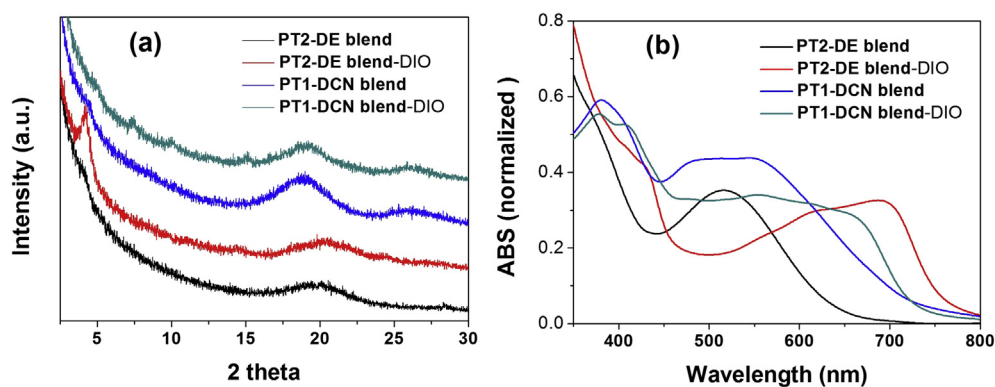 (a)
PT2-DE blend
PT2-DE blend-DIO
PT1-DCN blend
PT1-DCN blend-DIO
Intensity (a.u.)
5 10 15 20 25 30
2 theta
(b)
PT2-DE blend
PT2-DE blend-DIO
PT1-DCN blend
PT1-DCN blend-DIO
ABS (normalized)
0.8
0.6
0.4
0.2
0.0
400 500 600 700 800
Wavelength (nm)